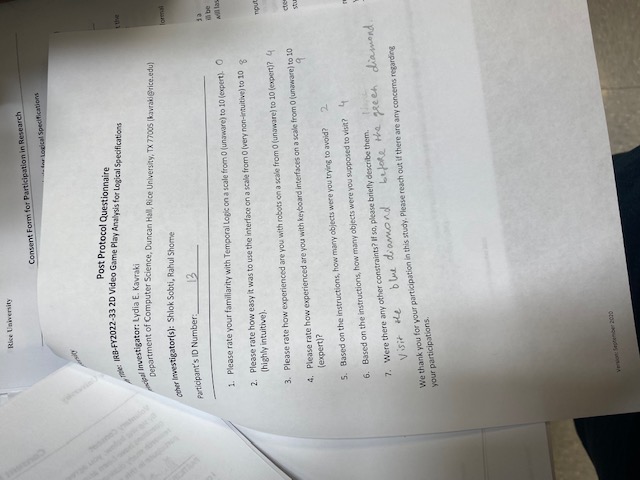 Rice University
Consent Form for Participation in Research
Logical Specifications
Post Protocol Questionnaire
Title: IRB-FY2022-33 2D Video Game Play Analysis for Logical Specifications
Principal Investigator: Lydia E. Kavraki
Department of Computer Science, Duncan Hall, Rice University, TX 77005 (kavraki@rice.edu)
Other Investigator(s): Shlok Sobti, Rahul Shome
Participant's ID Number: 13
1. Please rate your familiarity with Temporal Logic on a scale from 0 (unaware) to 10 (expert). 0
2. Please rate how easy it was to use the interface on a scale from 0 (very non-intuitive) to 10 8
(highly intuitive).
3. Please rate how experienced are you with robots on a scale from 0 (unaware) to 10 (expert)? 4
4. Please rate how experienced are you with keyboard interfaces on a scale from 0 (unaware) to 10
(expert)? 9
5. Based on the instructions, how many objects were you trying to avoid? 2
6. Based on the instructions, how many objects were you supposed to visit? 4
7. Were there any other constraints? If so, please briefly describe them.
Visit the blue diamond before the green diamond.
We thank you for your participation in this study. Please reach out if there are any concerns regarding
your participations.
Version: September 2020